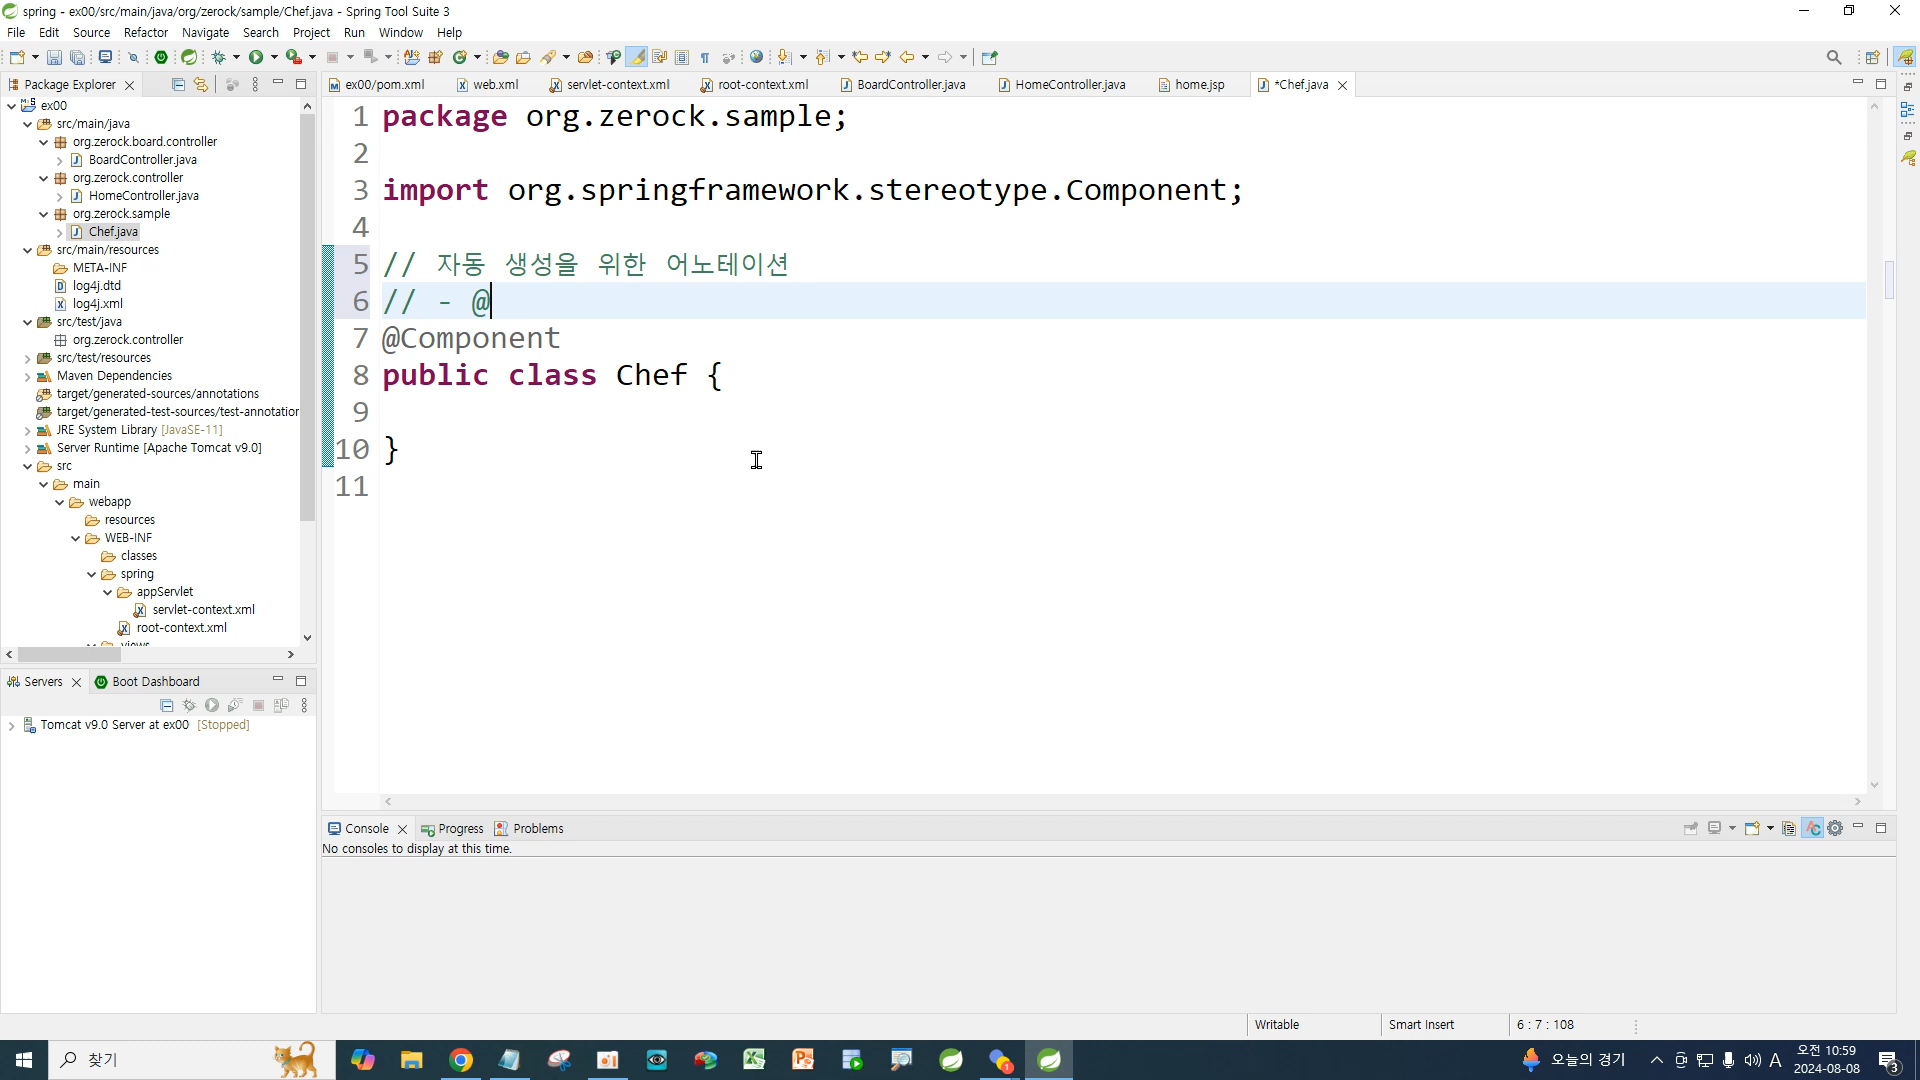 spring - ex00/src/main/java/org/zerock/sample/Chef.java - Spring Tool Suite 3
File Edit Source Refactor Navigate Search Project Run Window Help
Package Explorer
ex00
src/main/java
org.zerock.board.controller
BoardController.java
org.zerock.controller
HomeController.java
org.zerock.sample
Chef.java
src/main/resources
META-INF
log4j.dtd
log4j.xml
src/test/java
org.zerock.controller
src/test/resources
Maven Dependencies
target/generated-sources/annotations
target/generated-test-sources/test-annotation
JRE System Library [JavaSE-11]
Server Runtime [Apache Tomcat v9.0]
src
main
webapp
resources
WEB-INF
classes
spring
appServlet
servlet-context.xml
root-context.xml
views
Servers Boot Dashboard
Tomcat v9.0 Server at ex00 [Stopped]
ex00/pom.xml web.xml servlet-context.xml root-context.xml BoardController.java HomeController.java home.jsp *Chef.java
1 package org.zerock.sample;
2
3 import org.springframework.stereotype.Component;
4
5 // 자동 생성을 위한 어노테이션
6 // - @
7 @Component
8 public class Chef {
9
10 }
11
Console Progress Problems
No consoles to display at this time.
Writable Smart Insert 6 : 7 : 108
찾기 오늘의 경기 A 오전 10:59
2024-08-08 3